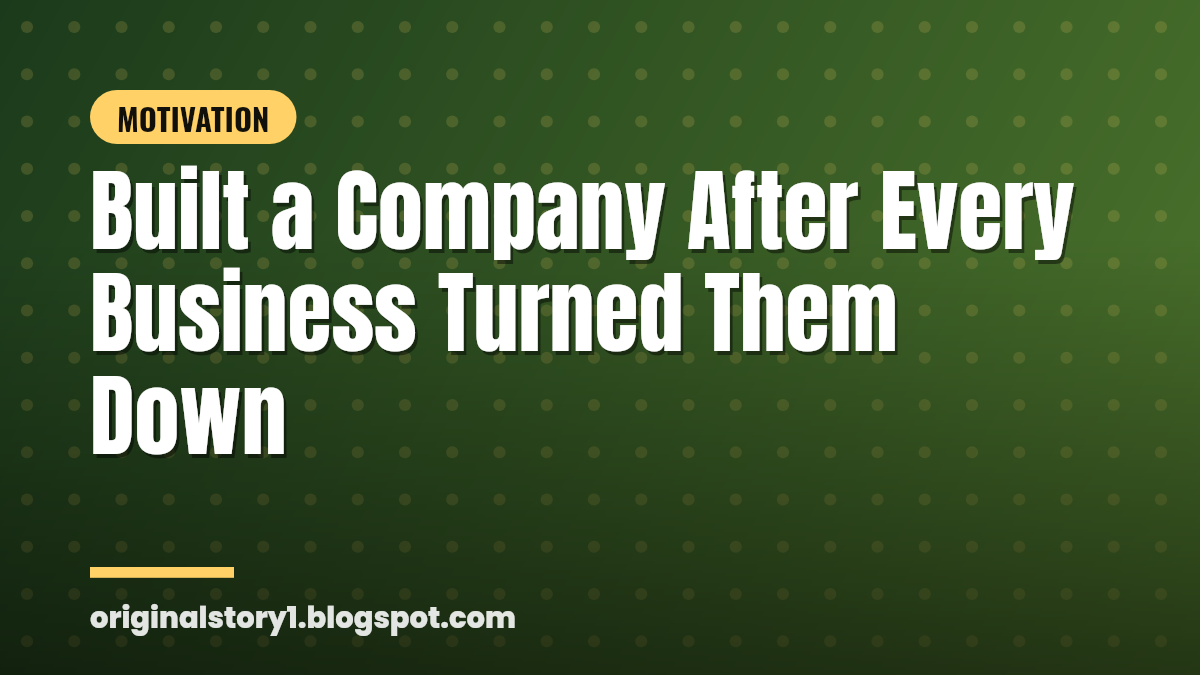 MOTIVATION
Built a Company After Every
Business Turned Them
Down
originalstory1.blogspot.com